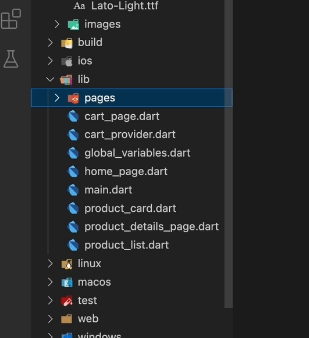 Aa Lato-Light.ttf
images
build
ios
lib
pages
cart_page.dart
cart_provider.dart
global_variables.dart
home_page.dart
main.dart
product_card.dart
product_details_page.dart
product_list.dart
linux
macos
test
web
windows